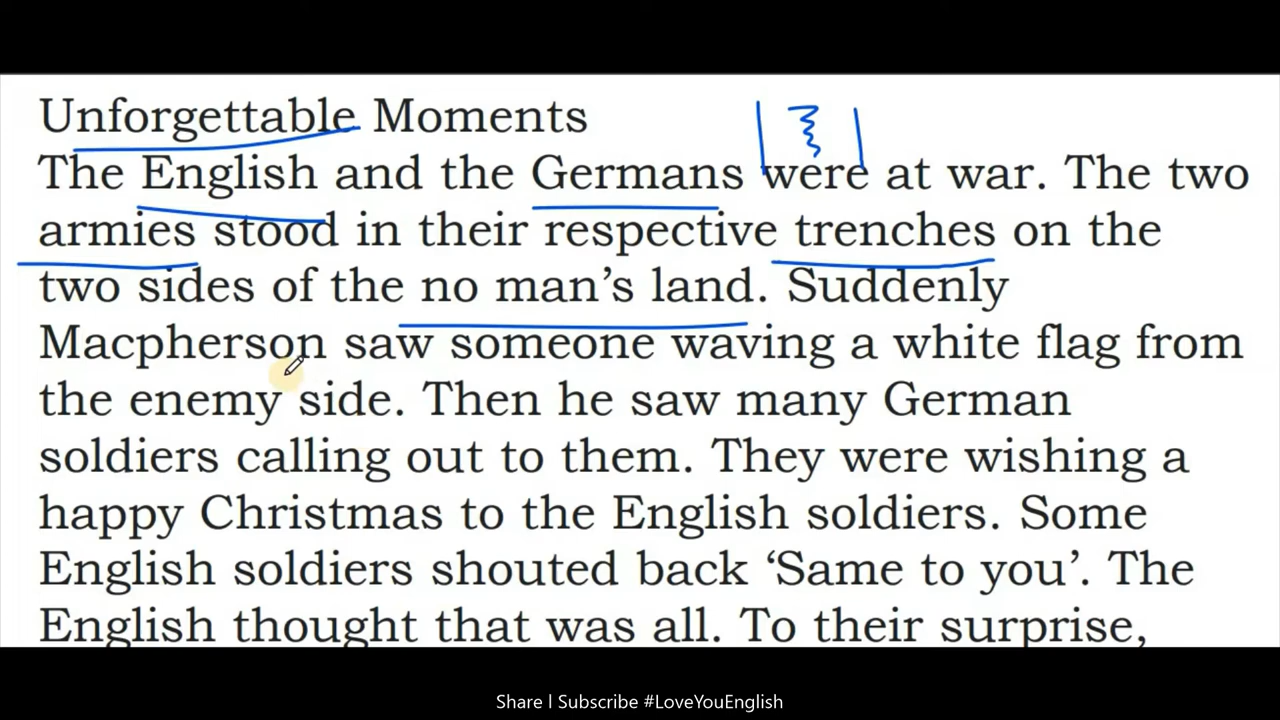 Unforgettable Moments
The English and the Germans were at war. The two
armies stood in their respective trenches on the
two sides of the no man's land. Suddenly
Macpherson saw someone waving a white flag from
the enemy side. Then he saw many German
soldiers calling out to them. They were wishing a
happy Christmas to the English soldiers. Some
English soldiers shouted back ‘Same to you’. The
English thought that was all. To their surprise,
Share I Subscribe #LoveYouEnglish